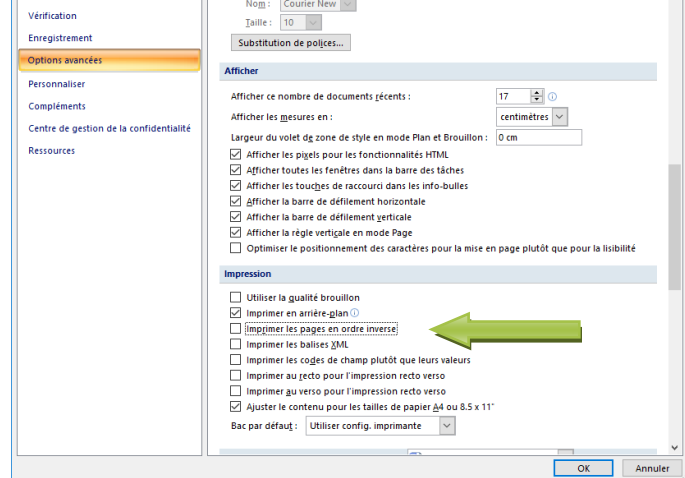 Vérification
Enregistrement
Options avancées
Personnaliser
Compléments
Centre de gestion de la confidentialité
Ressources
Nom : Courier New
Taille : 10
Substitution de polices...
Afficher
Afficher ce nombre de documents récents : 17
Afficher les mesures en : centimètres
Largeur du volet de zone de style en mode Plan et Brouillon : 0 cm
Afficher les pixels pour les fonctionnalités HTML
Afficher toutes les fenêtres dans la barre des tâches
Afficher les touches de raccourci dans les info-bulles
Afficher la barre de défilement horizontale
Afficher la barre de défilement verticale
Afficher la règle verticale en mode Page
Optimiser le positionnement des caractères pour la mise en page plutôt que pour la lisibilité
Impression
Utiliser la qualité brouillon
Imprimer en arrière-plan
Imprimer les pages en ordre inverse
Imprimer les balises XML
Imprimer les codes de champ plutôt que leurs valeurs
Imprimer au recto pour l'impression recto verso
Imprimer au verso pour l'impression recto verso
Ajuster le contenu pour les tailles de papier A4 ou 8.5 x 11"
Bac par défaut : Utiliser config. imprimante
OK Annuler